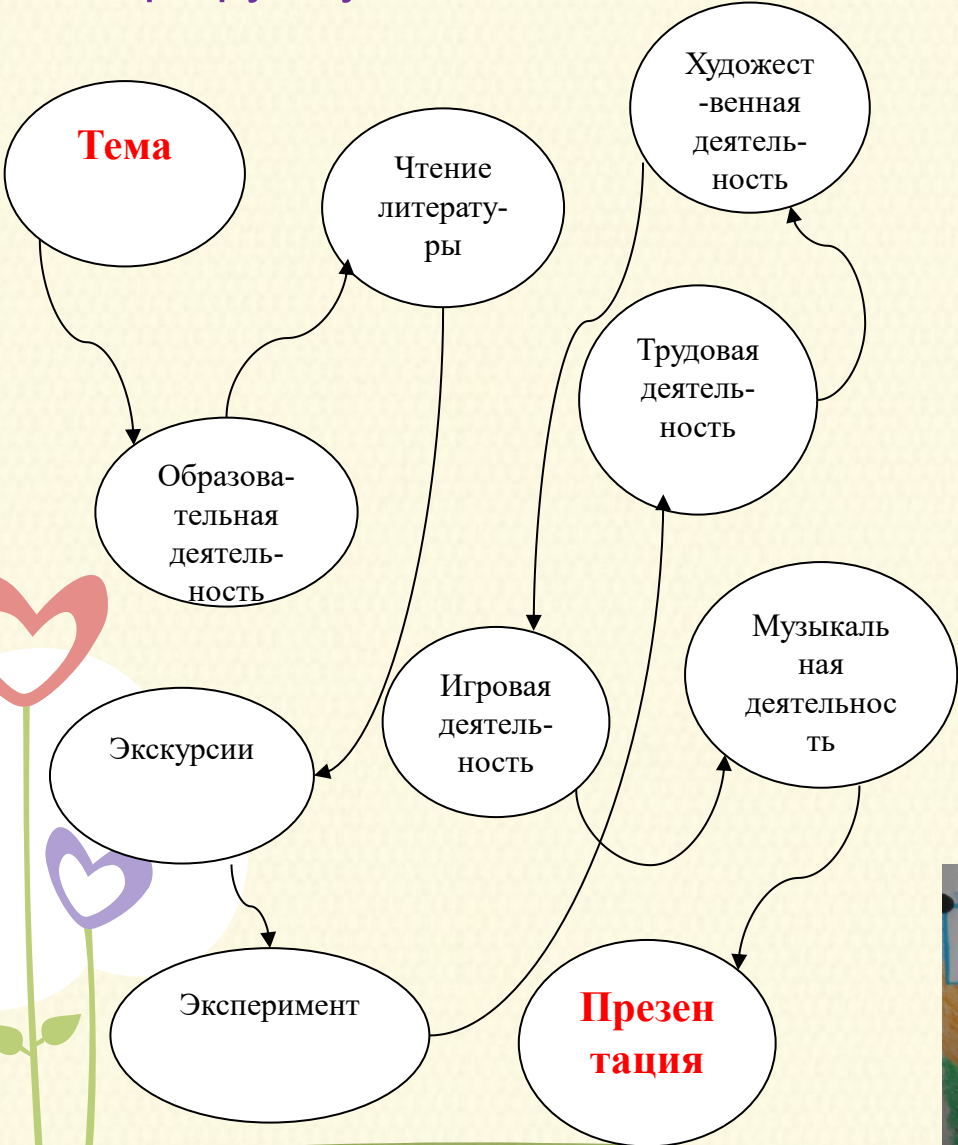 Тема
Чтение
литерату-
ры
Художест
-венная
деятель-
ность
Трудовая
деятель-
ность
Образова-
тельная
деятель-
ность
Экскурсии
Игровая
деятель-
ность
Музыкаль
ная
деятельнос
ть
Эксперимент
Презен
тация